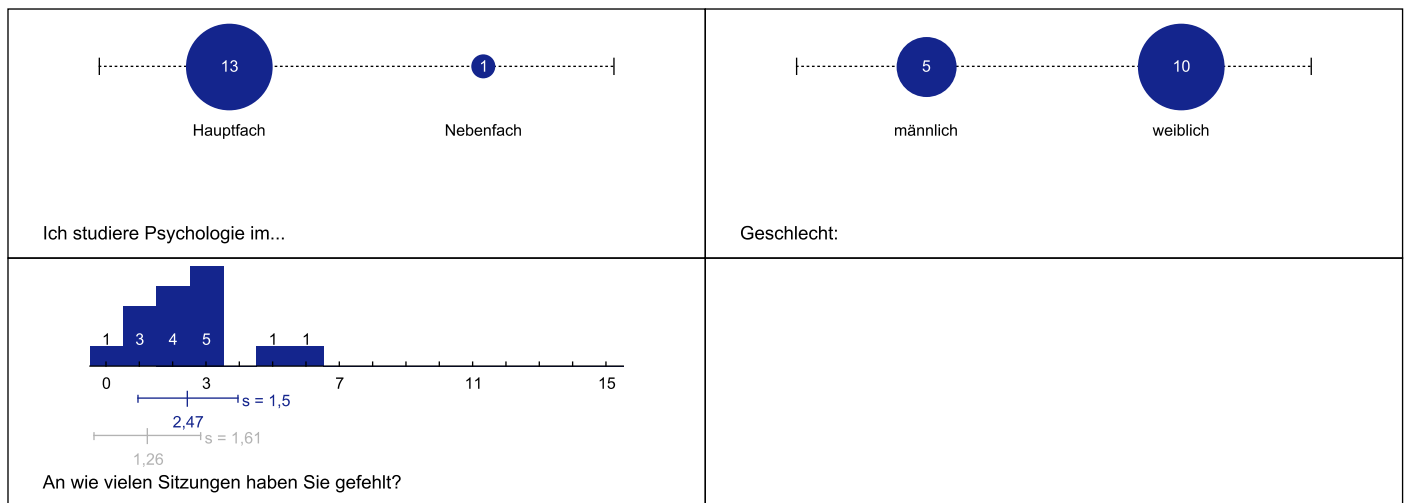 13
1
Hauptfach
Nebenfach
Ich studiere Psychologie im...
5
10
männlich
weiblich
Geschlecht:
1 3 4 5 1 1
0 3 7 11 15
s = 1,5
2,47
s = 1,61
1,26
An wie vielen Sitzungen haben Sie gefehlt?